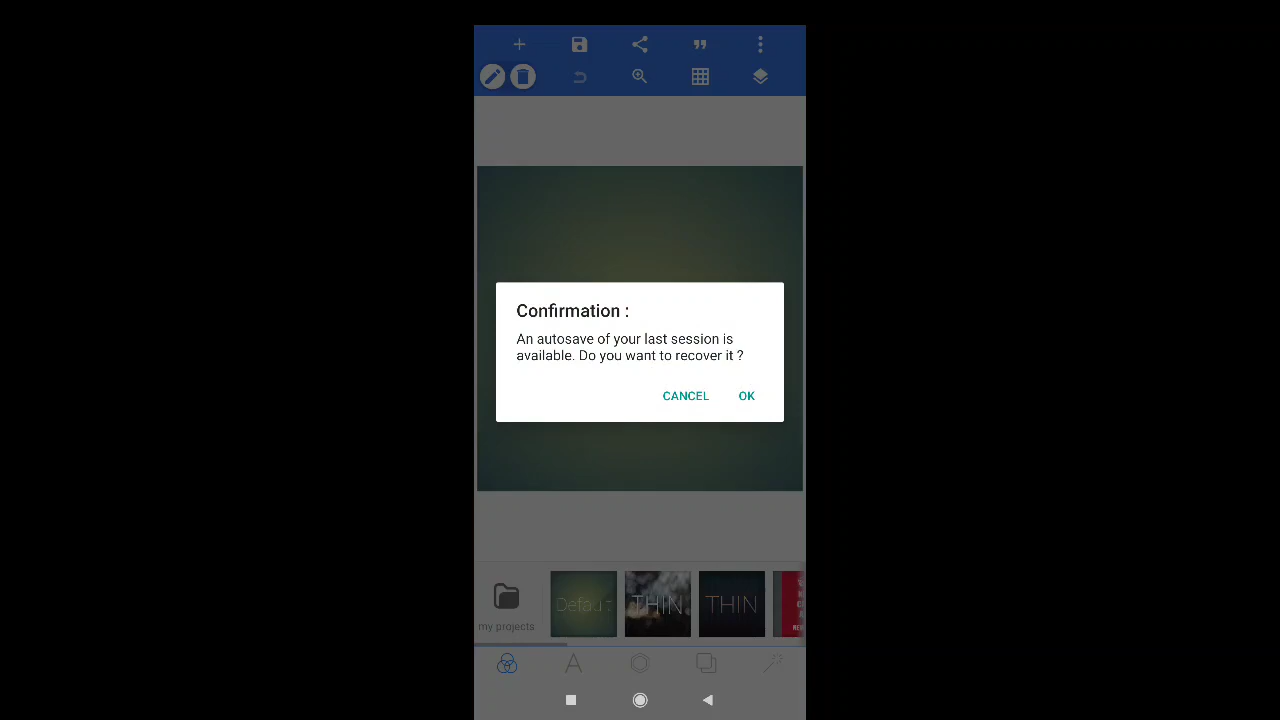 Confirmation :
An autosave of your last session is
available. Do you want to recover it ?
CANCEL OK
my projects
Default
THIN
THIN